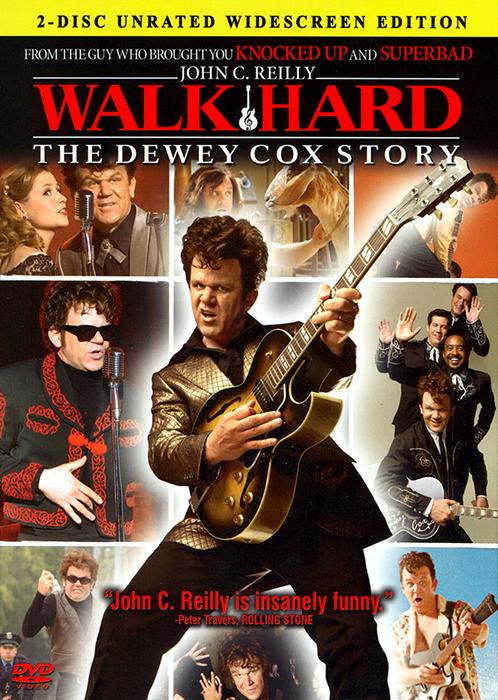 2-DISC UNRATED WIDESCREEN EDITION
FROM THE GUY WHO BROUGHT YOU KNOCKED UP AND SUPERBAD
JOHN C. REILLY
WALK HARD
THE DEWEY COX STORY
"John C. Reilly is insanely funny."
-Peter Travers, ROLLING STONE
DVD
VIDEO